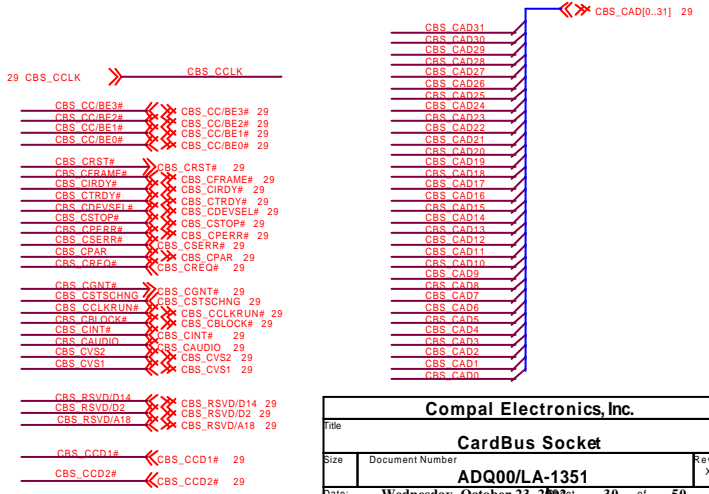 CBS_CAD[0..31] 29
29 CBS_CCLK CBS_CCLK
CBS_CC/BE3# CBS_CC/BE3# 29
CBS_CC/BE2# CBS_CC/BE2# 29
CBS_CC/BE1# CBS_CC/BE1# 29
CBS_CC/BE0# CBS_CC/BE0# 29
CBS_CRST# CBS_CRST# 29
CBS_CFRAME# CBS_CFRAME# 29
CBS_CIRDY# CBS_CIRDY# 29
CBS_CTRDY# CBS_CTRDY# 29
CBS_CDEVSEL# CBS_CDEVSEL# 29
CBS_CSTOP# CBS_CSTOP# 29
CBS_CPERR# CBS_CPERR# 29
CBS_CSERR# CBS_CSERR# 29
CBS_CPAR CBS_CPAR 29
CBS_CREQ# CBS_CREQ# 29
CBS_CGNT# CBS_CGNT# 29
CBS_CSTSCHNG CBS_CSTSCHNG 29
CBS_CCLKRUN# CBS_CCLKRUN# 29
CBS_CBLOCK# CBS_CBLOCK# 29
CBS_CINT# CBS_CINT# 29
CBS_CAUDIO CBS_CAUDIO 29
CBS_CVS2 CBS_CVS2 29
CBS_CVS1 CBS_CVS1 29
CBS_RSVD/D14 CBS_RSVD/D14 29
CBS_RSVD/D2 CBS_RSVD/D2 29
CBS_RSVD/A18 CBS_RSVD/A18 29
CBS_CCD1# CBS_CCD1# 29
CBS_CCD2# CBS_CCD2# 29
CBS_CAD31
CBS_CAD30
CBS_CAD29
CBS_CAD28
CBS_CAD27
CBS_CAD26
CBS_CAD25
CBS_CAD24
CBS_CAD23
CBS_CAD22
CBS_CAD21
CBS_CAD20
CBS_CAD19
CBS_CAD18
CBS_CAD17
CBS_CAD16
CBS_CAD15
CBS_CAD14
CBS_CAD13
CBS_CAD12
CBS_CAD11
CBS_CAD10
CBS_CAD9
CBS_CAD8
CBS_CAD7
CBS_CAD6
CBS_CAD5
CBS_CAD4
CBS_CAD3
CBS_CAD2
CBS_CAD1
CBS_CAD0
Compal Electronics, Inc.
Title
CardBus Socket
Size Document Number Rev
ADQ00/LA-1351 X
Date: Wednesday, October 23, 30 of 50